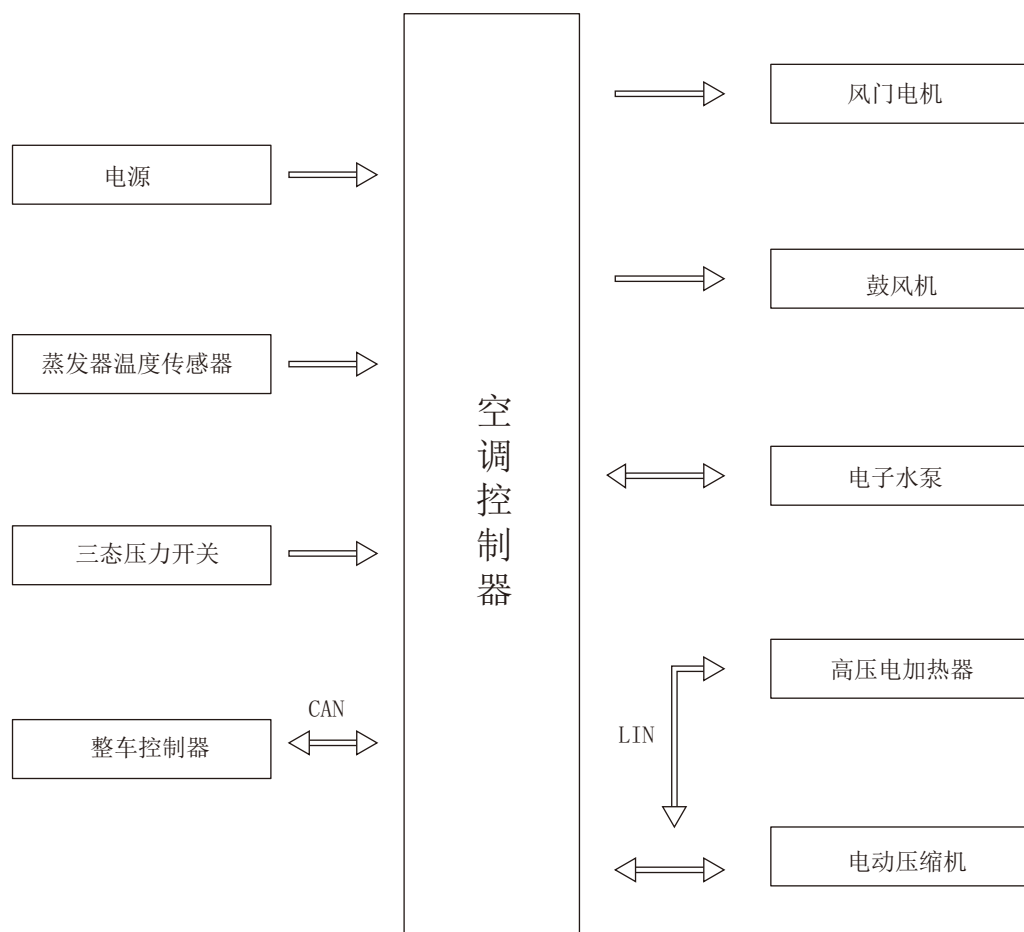 风门电机
电源
鼓风机
蒸发器温度传感器
空调控制器
电子水泵
三态压力开关
高压电加热器
CAN
LIN
整车控制器
电动压缩机